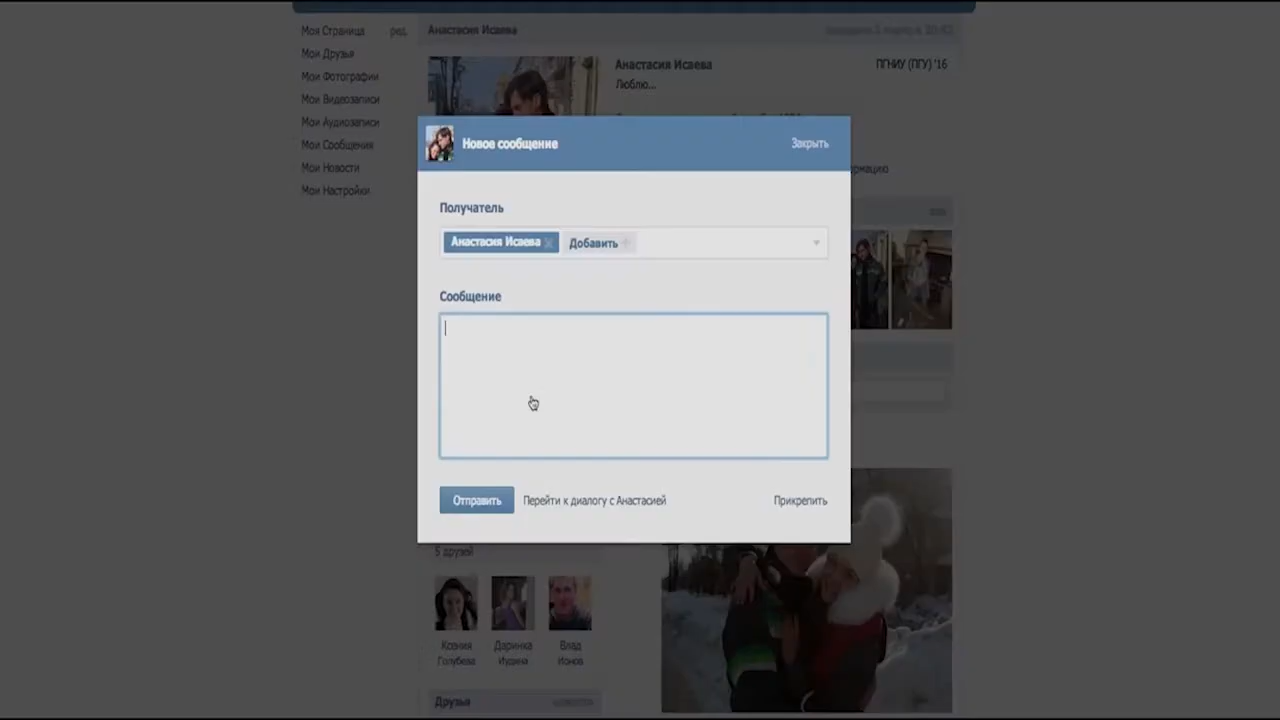 Моя Страница ред.
Мои Друзья
Мои Фотографии
Мои Видеозаписи
Мои Аудиозаписи
Мои Сообщения
Мои Новости
Мои Настройки
Анастасия Исаева
Анастасия Исаева
Люблю...
ПГНИУ (ПГУ) '16
Новое сообщение
Закрыть
Получатель
Анастасия Исаева
Добавить
Сообщение
Отправить
Перейти к диалогу с Анастасией
Прикрепить
5 друзей
Ксения Голубева
Даринка Иудина
Влад Ионов
Друзья